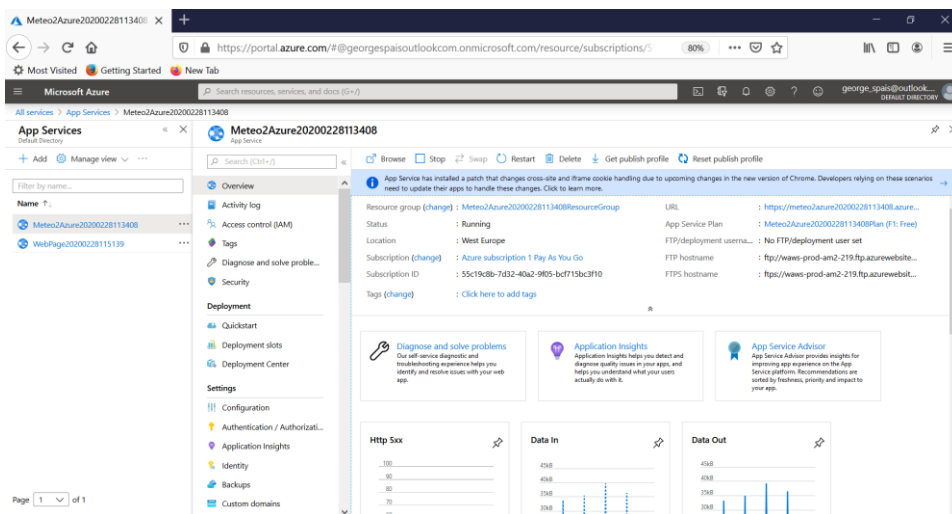 Meteo2Azure20200228113408
https://portal.azure.com/#@georgespaisoutlookcom.onmicrosoft.com/resource/subscriptions/5
80%
Most Visited Getting Started New Tab
Microsoft Azure
Search resources, services, and docs (G+/)
george_spais@outlook....
DEFAULT DIRECTORY
All services > App Services > Meteo2Azure20200228113408
App Services
Default Directory
Add Manage view
Filter by name...
Name ↑↓
Meteo2Azure20200228113408
WebPage20200228115139
Page 1 of 1
Meteo2Azure20200228113408
App Service
Search (Ctrl+/)
Overview
Activity log
Access control (IAM)
Tags
Diagnose and solve proble...
Security
Deployment
Quickstart
Deployment slots
Deployment Center
Settings
Configuration
Authentication / Authorizati...
Application Insights
Identity
Backups
Custom domains
Browse Stop Swap Restart Delete Get publish profile Reset publish profile
App Service has installed a patch that changes cross-site and iframe cookie handling due to upcoming changes in the new version of Chrome. Developers relying on these scenarios
need to update their apps to handle these changes. Click to learn more.
Resource group (change) : Meteo2Azure20200228113408ResourceGroup
Status : Running
Location : West Europe
Subscription (change) : Azure subscription 1 Pay As You Go
Subscription ID : 55c19c8b-7d32-40a2-9f05-bcf715bc3f10
Tags (change) : Click here to add tags
URL : https://meteo2azure20200228113408.azure...
App Service Plan : Meteo2Azure20200228113408Plan (F1: Free)
FTP/deployment userna... : No FTP/deployment user set
FTP hostname : ftp://waws-prod-am2-219.ftp.azurewebsit...
FTPS hostname : ftps://waws-prod-am2-219.ftp.azurewebsit...
Diagnose and solve problems
Our self-service diagnostic and
troubleshooting experience helps you
identify and resolve issues with your web
app.
Application Insights
Application Insights helps you detect and
diagnose quality issues in your apps, and
helps you understand what your users
actually do with it.
App Service Advisor
App Service Advisor provides insights for
improving app experience on the App
Service platform. Recommendations are
sorted by freshness, priority and impact to
your app.
Http 5xx
100
90
80
70
Data In
45kB
40kB
35kB
30kB
Data Out
45kB
40kB
35kB
30kB